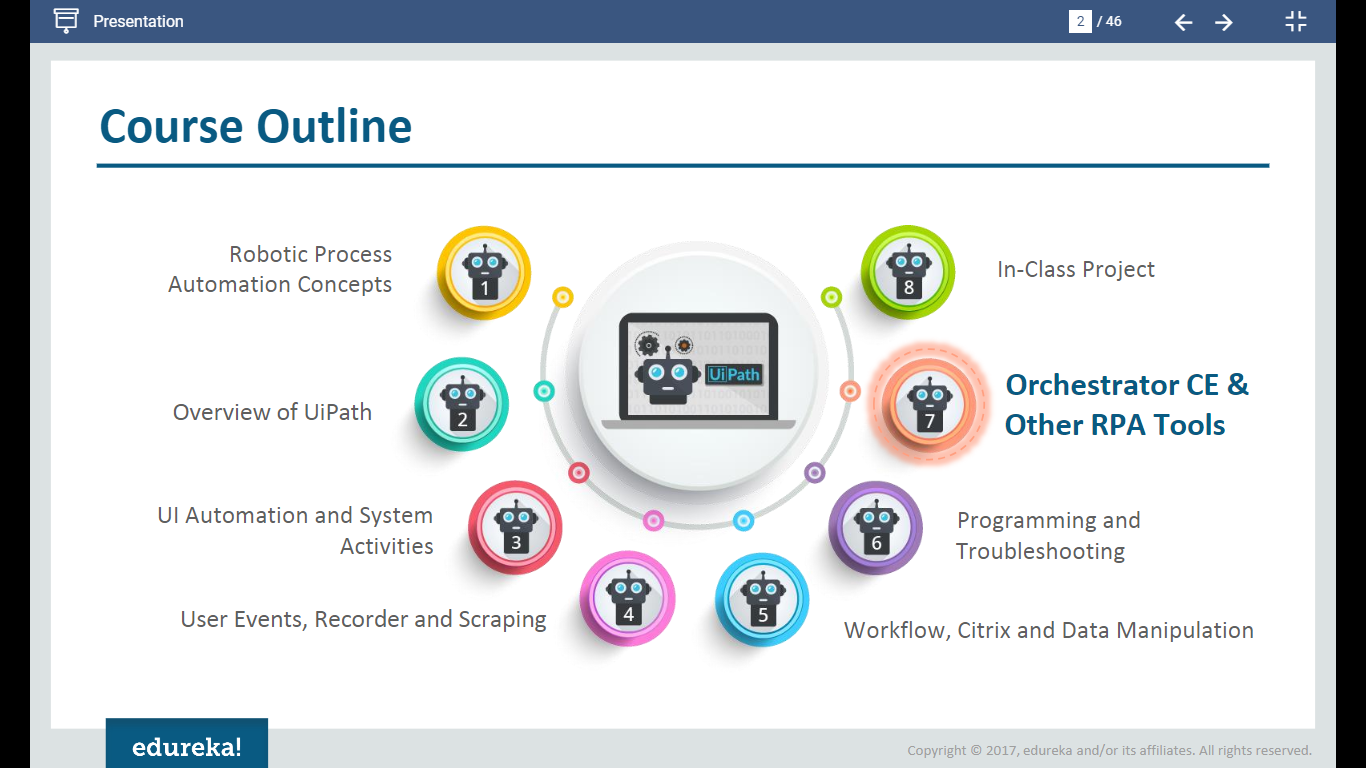 Presentation
2 / 46
Course Outline
Robotic Process
Automation Concepts
1
Overview of UiPath
2
UI Automation and System
Activities
3
User Events, Recorder and Scraping
4
5
Workflow, Citrix and Data Manipulation
6
Programming and
Troubleshooting
7
Orchestrator CE &
Other RPA Tools
8
In-Class Project
UiPath
edureka!
Copyright © 2017, edureka and/or its affiliates. All rights reserved.